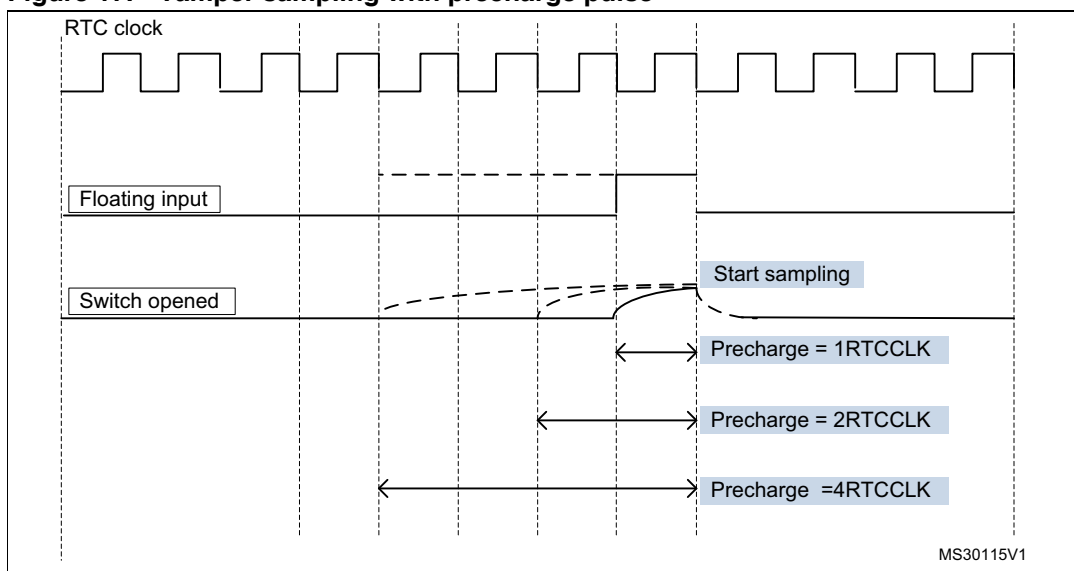 RTC clock
Floating input
Switch opened
Start sampling
Precharge = 1RTCCLK
Precharge = 2RTCCLK
Precharge =4RTCCLK
MS30115V1